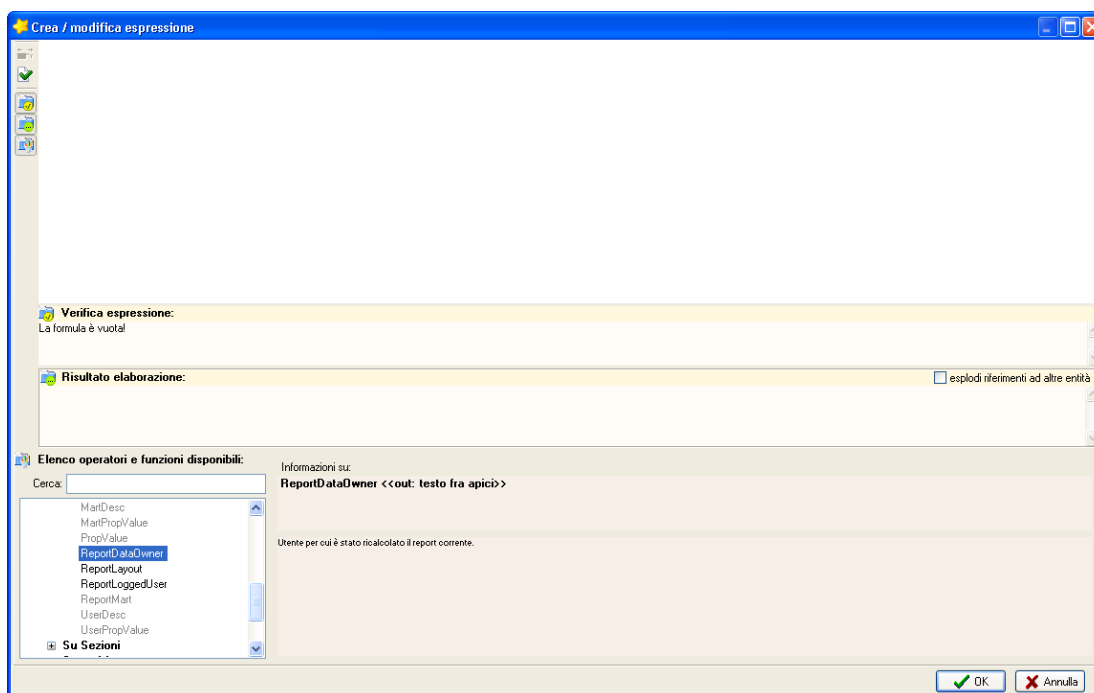 Crea / modifica espressione
Verifica espressione:
La formula è vuota!
Risultato elaborazione:
esplodi riferimenti ad altre entità
Elenco operatori e funzioni disponibili:
Cerca:
MartDesc
MartPropValue
PropValue
ReportDataOwner
ReportLayout
ReportLoggedUser
ReportMart
UserDesc
UserPropValue
Su Sezioni
Informazioni su:
ReportDataOwner <<out: testo fra apici>>
Utente per cui è stato ricalcolato il report corrente.
OK
Annulla